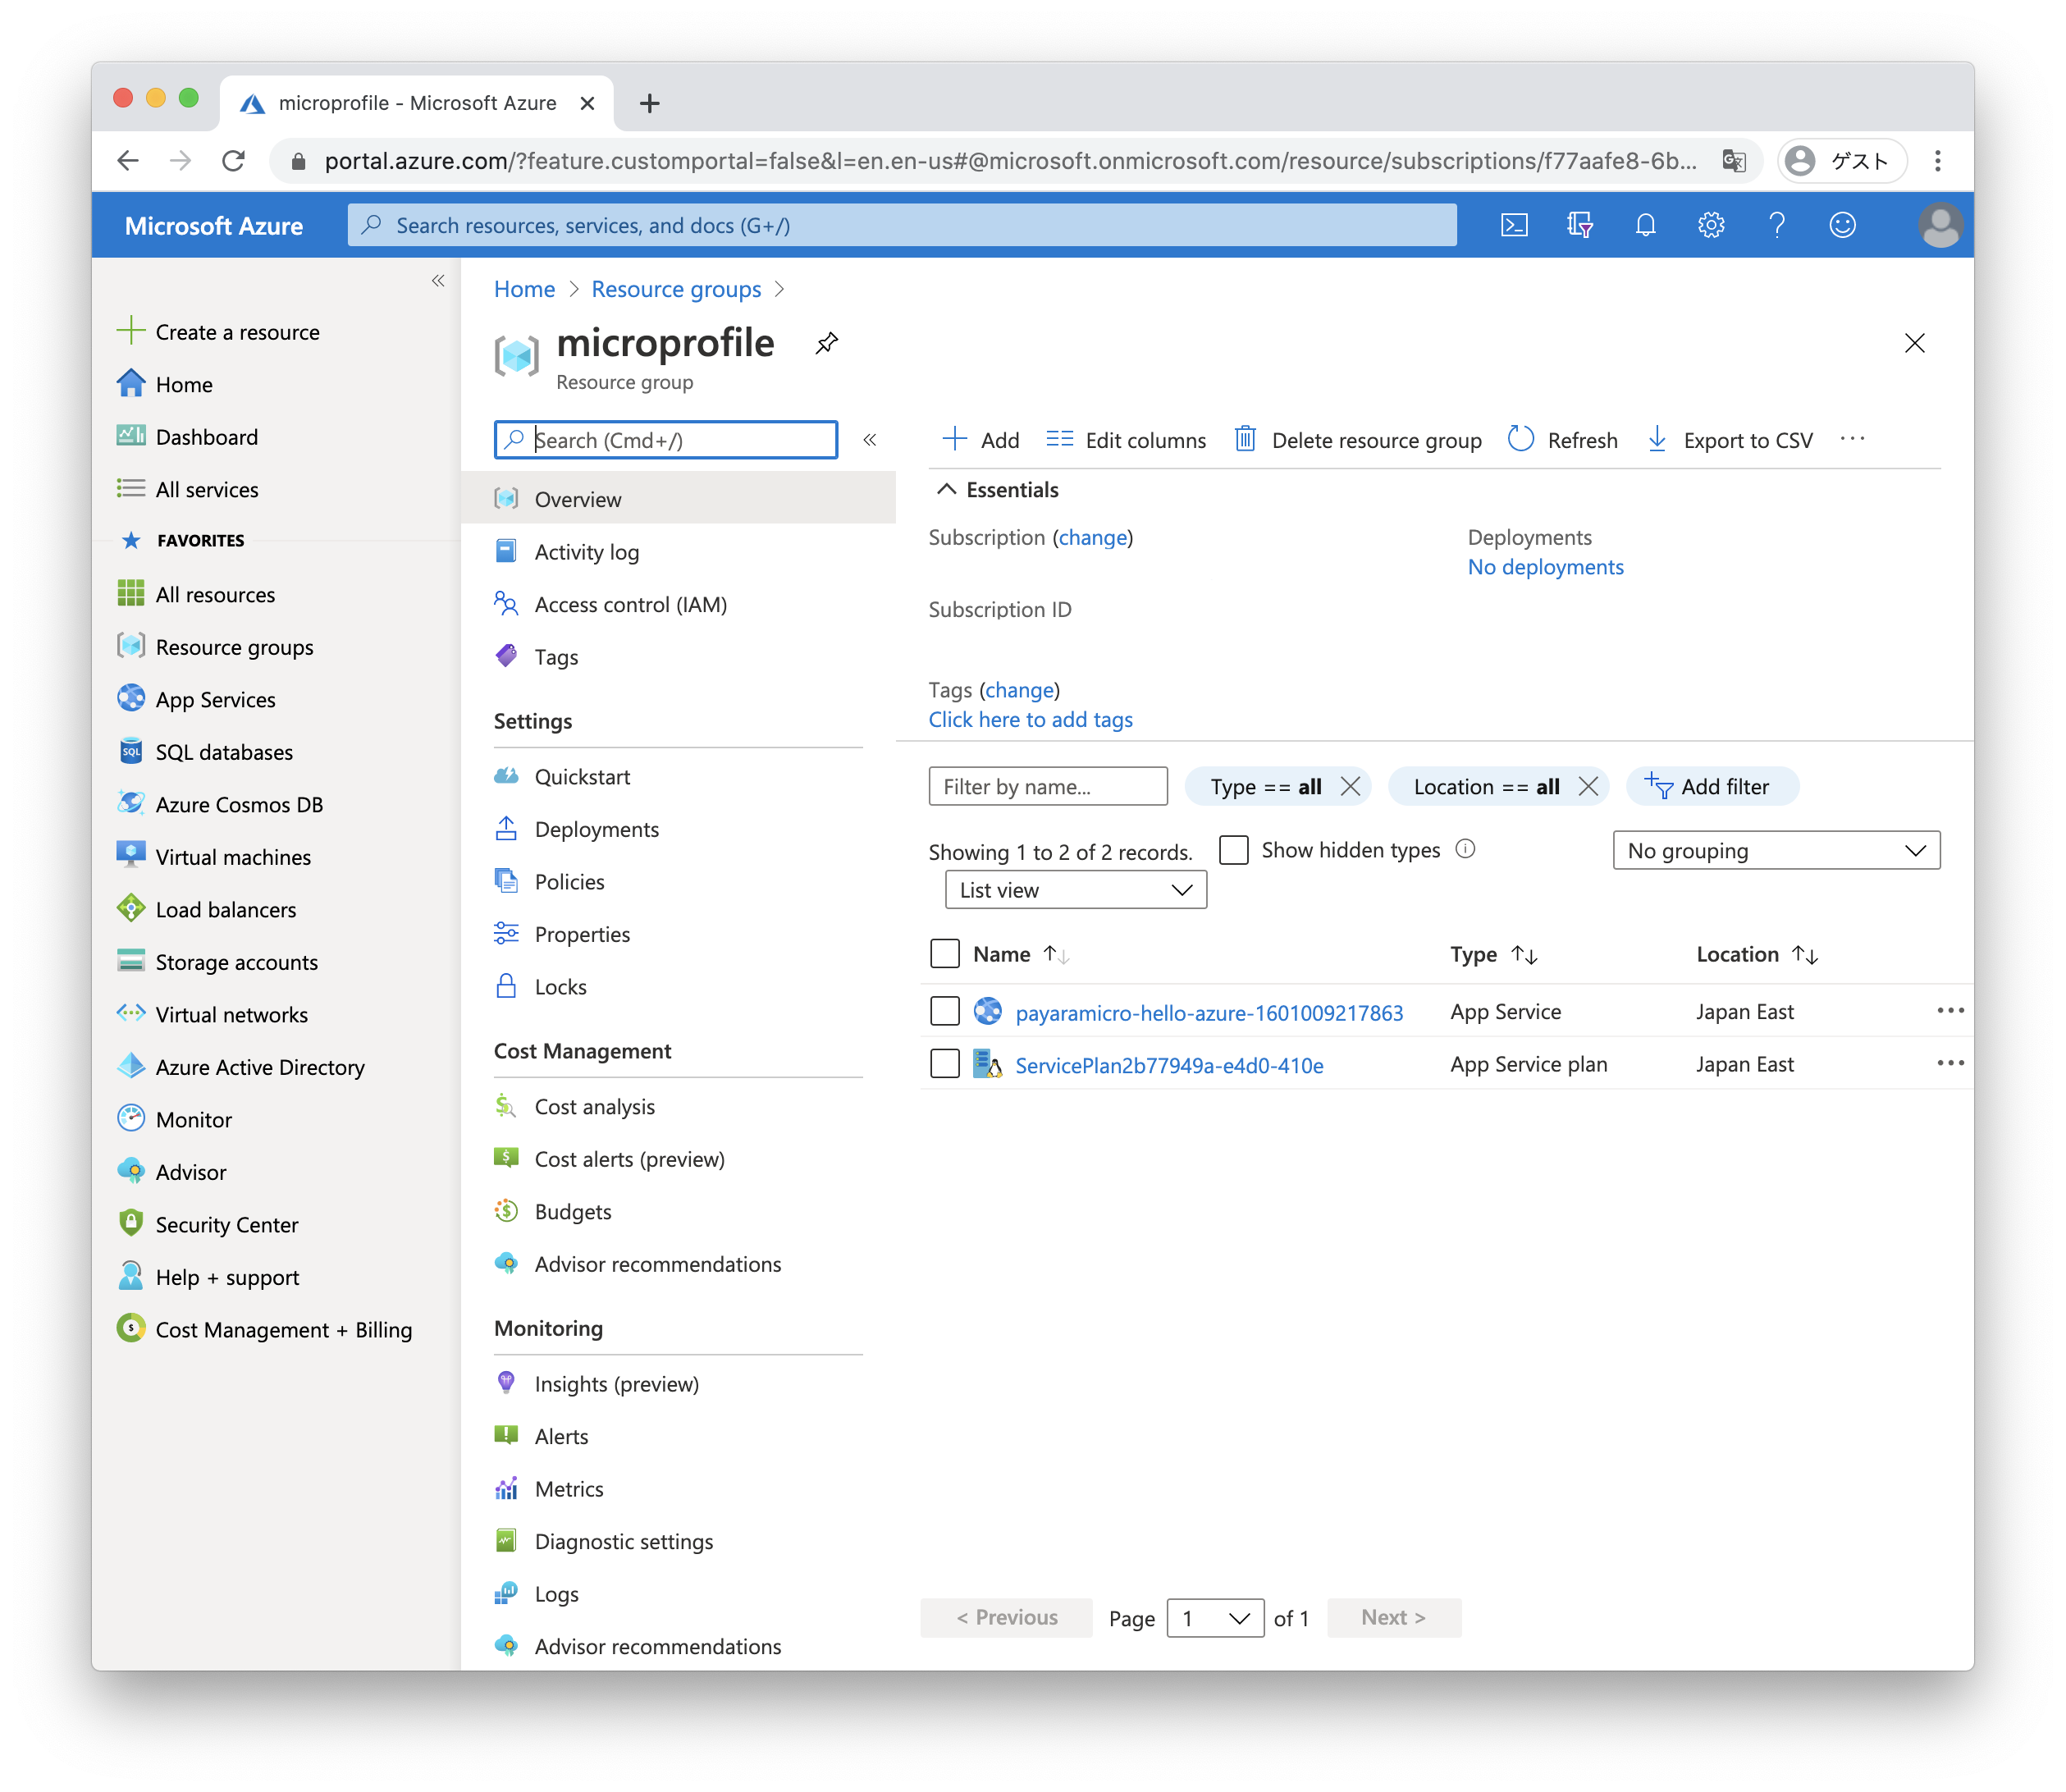 microprofile - Microsoft Azure
portal.azure.com/?feature.customportal=false&l=en.en-us#@microsoft.onmicrosoft.com/resource/subscriptions/f77aafe8-6b...
ゲスト
Microsoft Azure
Search resources, services, and docs (G+/)
Create a resource
Home
Dashboard
All services
FAVORITES
All resources
Resource groups
App Services
SQL
SQL databases
Azure Cosmos DB
Virtual machines
Load balancers
Storage accounts
Virtual networks
Azure Active Directory
Monitor
Advisor
Security Center
Help + support
Cost Management + Billing
Home > Resource groups >
microprofile
Resource group
Search (Cmd+/)
Overview
Activity log
Access control (IAM)
Tags
Settings
Quickstart
Deployments
Policies
Properties
Locks
Cost Management
Cost analysis
Cost alerts (preview)
Budgets
Advisor recommendations
Monitoring
Insights (preview)
Alerts
Metrics
Diagnostic settings
Logs
Advisor recommendations
Add Edit columns Delete resource group Refresh Export to CSV ...
Essentials
Subscription (change)
Deployments
No deployments
Subscription ID
Tags (change)
Click here to add tags
Filter by name... Type == all Location == all Add filter
Showing 1 to 2 of 2 records. Show hidden types No grouping
List view
Name Type Location
payaramicro-hello-azure-1601009217863 App Service Japan East
ServicePlan2b77949a-e4d0-410e App Service plan Japan East
< Previous Page 1 of 1 Next >